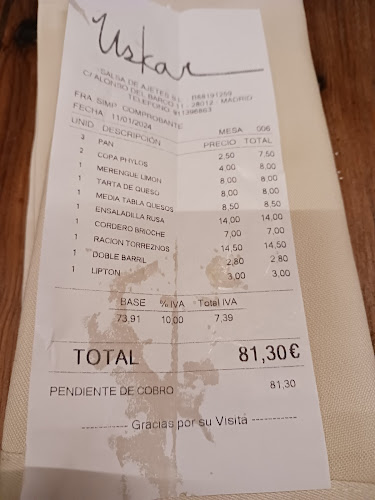 Uskar
SALSA DE AJETES S.L.
C/ ALONSO DEL BARCO 11 - 28012 - MADRID
TELEFONO
FRA. SIMP. COMPROBANTE
FECHA: 11/01/2024 MESA 006
UNID DESCRIPCIÓN PRECIO TOTAL
3 PAN 2,50 7,50
2 COPA PHYLOS 4,00 8,00
1 MERENGUE LIMON 8,00 8,00
1 TARTA DE QUESO 8,00 8,00
1 MEDIA TABLA QUESOS 8,50 8,50
1 ENSALADILLA RUSA 14,00 14,00
1 CORDERO BRIOCHE 7,00 7,00
1 RACION TORREZNOS 14,50 14,50
1 DOBLE BARRIL 2,80 2,80
1 LIPTON 3,00 3,00
BASE % IVA Total IVA
73,91 10,00 7,39
TOTAL 81,30€
PENDIENTE DE COBRO 81,30
------------ Gracias por su Visita ------------